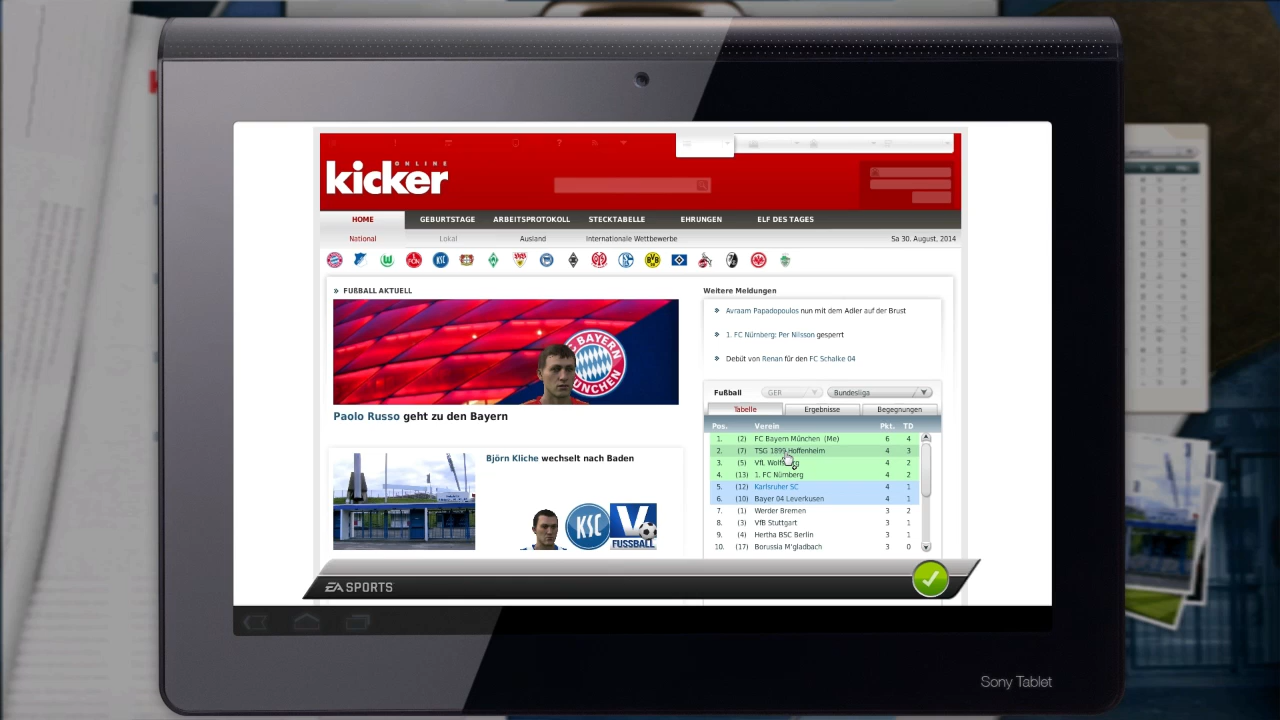 ONLINE
kicker
HOME GEBURTSTAGE ARBEITSPROTOKOLL STECKTABELLE EHRUNGEN ELF DES TAGES
National Lokal Ausland Internationale Wettbewerbe Sa 30. August, 2014
» FUßBALL AKTUELL
FC BAYERN MÜNCHEN
Paolo Russo geht zu den Bayern
Björn Kliche wechselt nach Baden
KSC
V
FUSSBALL
Weitere Meldungen
» Avraam Papadopoulos nun mit dem Adler auf der Brust
» 1. FC Nürnberg: Per Nilsson gesperrt
» Debüt von Renan für den FC Schalke 04
Fußball GER Bundesliga
Tabelle Ergebnisse Begegnungen
Pos. Verein Pkt. TD
1. (2) FC Bayern München (Me) 6 4
2. (7) TSG 1899 Hoffenheim 4 3
3. (5) VfL Wolfsburg 4 2
4. (13) 1. FC Nürnberg 4 2
5. (12) Karlsruher SC 4 1
6. (10) Bayer 04 Leverkusen 4 1
7. (1) Werder Bremen 3 2
8. (3) VfB Stuttgart 3 1
9. (4) Hertha BSC Berlin 3 1
10. (17) Borussia M'gladbach 3 0
EA SPORTS
Sony Tablet